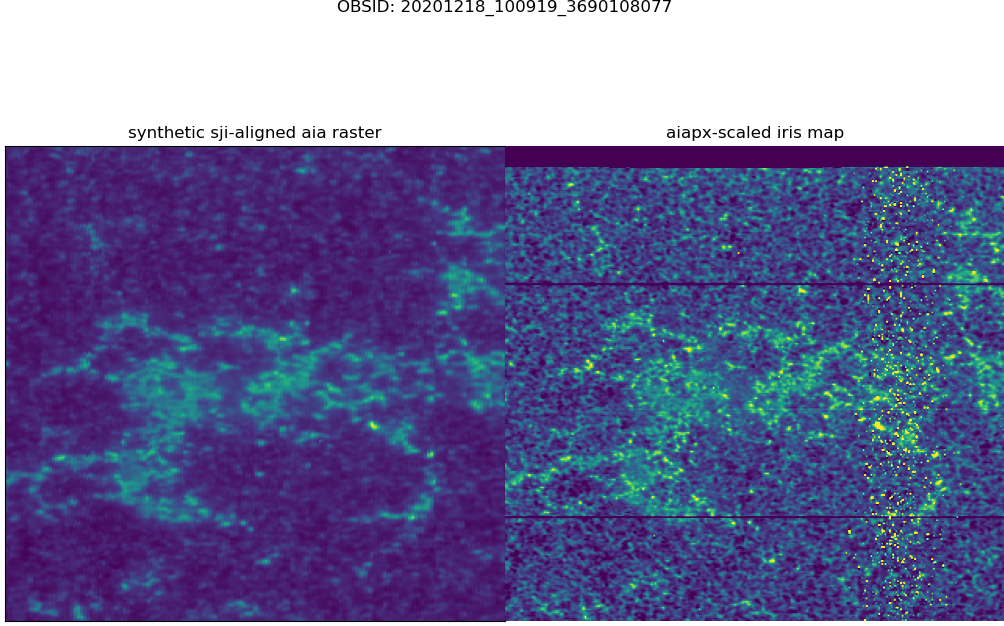 OBSID: 20201218_100919_3690108077
synthetic sji-aligned aia raster
aiapx-scaled iris map